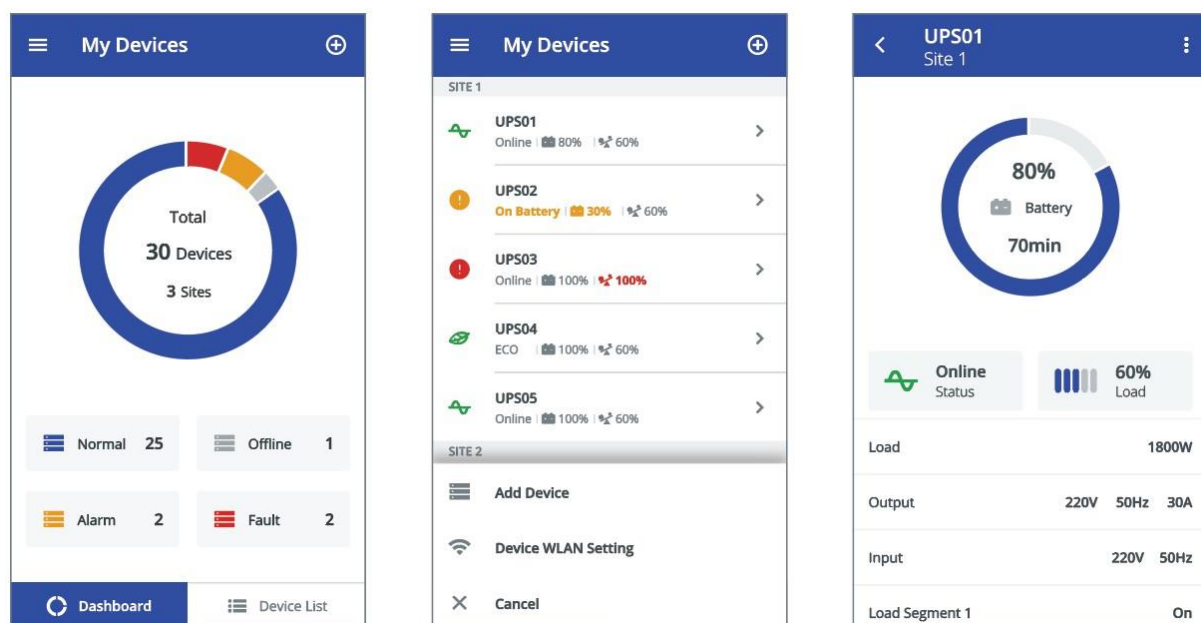 My Devices
Total
30 Devices
3 Sites
Normal 25
Offline 1
Alarm 2
Fault 2
Dashboard
Device List
My Devices
SITE 1
UPS01
Online 80% 60%
UPS02
On Battery 30% 60%
UPS03
Online 100% 100%
UPS04
ECO 100% 60%
UPS05
Online 100% 60%
SITE 2
Add Device
Device WLAN Setting
Cancel
UPS01
Site 1
80%
Battery
70min
Online
Status
60%
Load
Load 1800W
Output 220V 50Hz 30A
Input 220V 50Hz
Load Segment 1 On